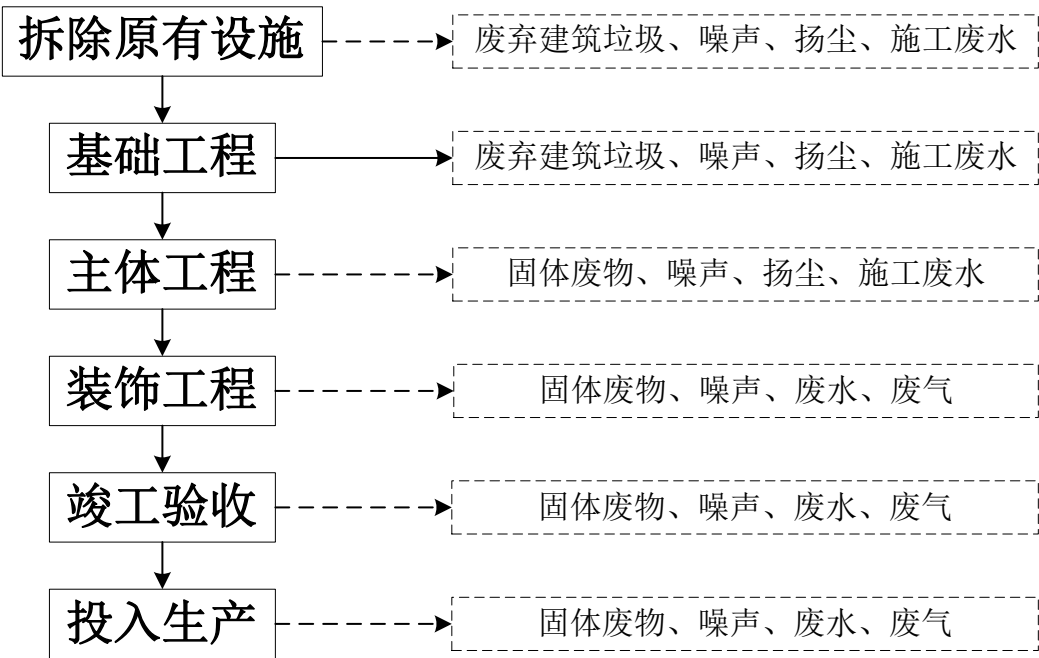 拆除原有设施
废弃建筑垃圾、噪声、扬尘、施工废水
基础工程
废弃建筑垃圾、噪声、扬尘、施工废水
主体工程
固体废物、噪声、扬尘、施工废水
装饰工程
固体废物、噪声、废水、废气
竣工验收
固体废物、噪声、废水、废气
投入生产
固体废物、噪声、废水、废气